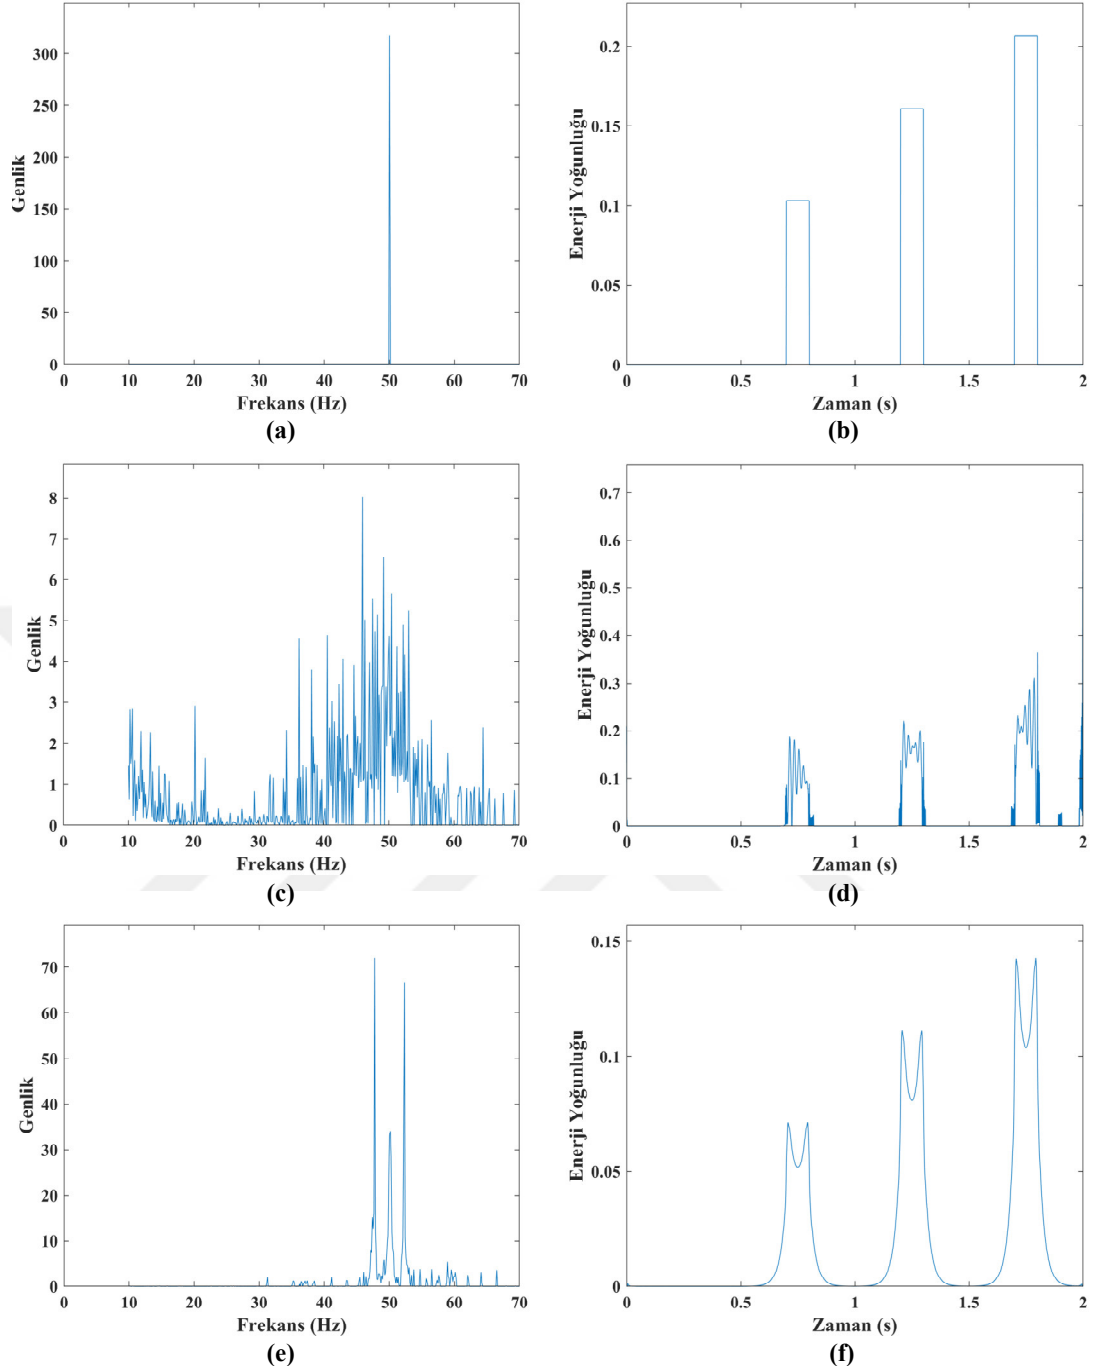 300
250
200
150
100
50
0
Genlik
0 10 20 30 40 50 60 70
Frekans (Hz)
(a)
0.2
0.15
0.1
0.05
0
Enerji Yoğunluğu
0 0.5 1 1.5 2
Zaman (s)
(b)
8
7
6
5
4
3
2
1
0
Genlik
0 10 20 30 40 50 60 70
Frekans (Hz)
(c)
0.7
0.6
0.5
0.4
0.3
0.2
0.1
0
Enerji Yoğunluğu
0 0.5 1 1.5 2
Zaman (s)
(d)
70
60
50
40
30
20
10
0
Genlik
0 10 20 30 40 50 60 70
Frekans (Hz)
(e)
0.15
0.1
0.05
0
Enerji Yoğunluğu
0 0.5 1 1.5 2
Zaman (s)
(f)